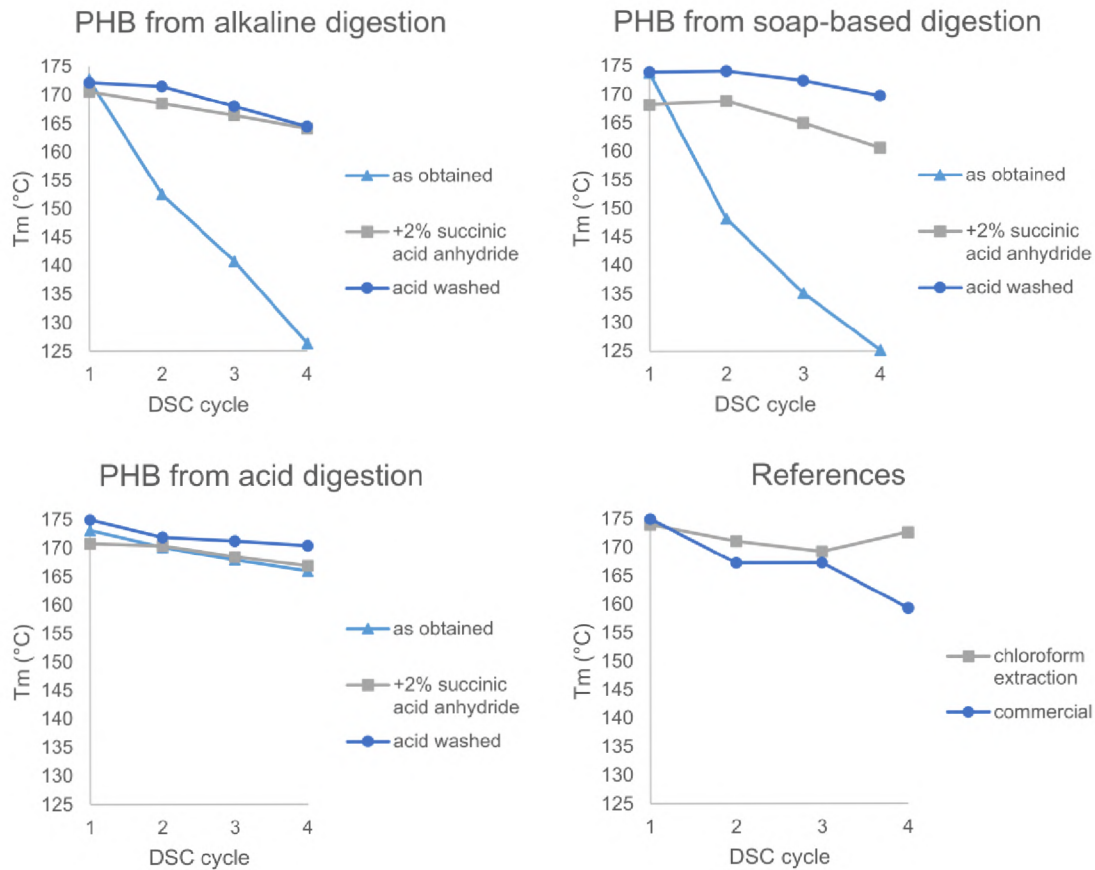 PHB from alkaline digestion
175
170
165
160
155
150
145
140
135
130
125
Tm (°C)
1 2 3 4
DSC cycle
as obtained
+2% succinic
acid anhydride
acid washed
PHB from soap-based digestion
175
170
165
160
155
150
145
140
135
130
125
Tm (°C)
1 2 3 4
DSC cycle
as obtained
+2% succinic
acid anhydride
acid washed
PHB from acid digestion
175
170
165
160
155
150
145
140
135
130
125
Tm (°C)
1 2 3 4
DSC cycle
as obtained
+2% succinic
acid anhydride
acid washed
References
175
170
165
160
155
150
145
140
135
130
125
Tm (°C)
1 2 3 4
DSC cycle
chloroform
extraction
commercial